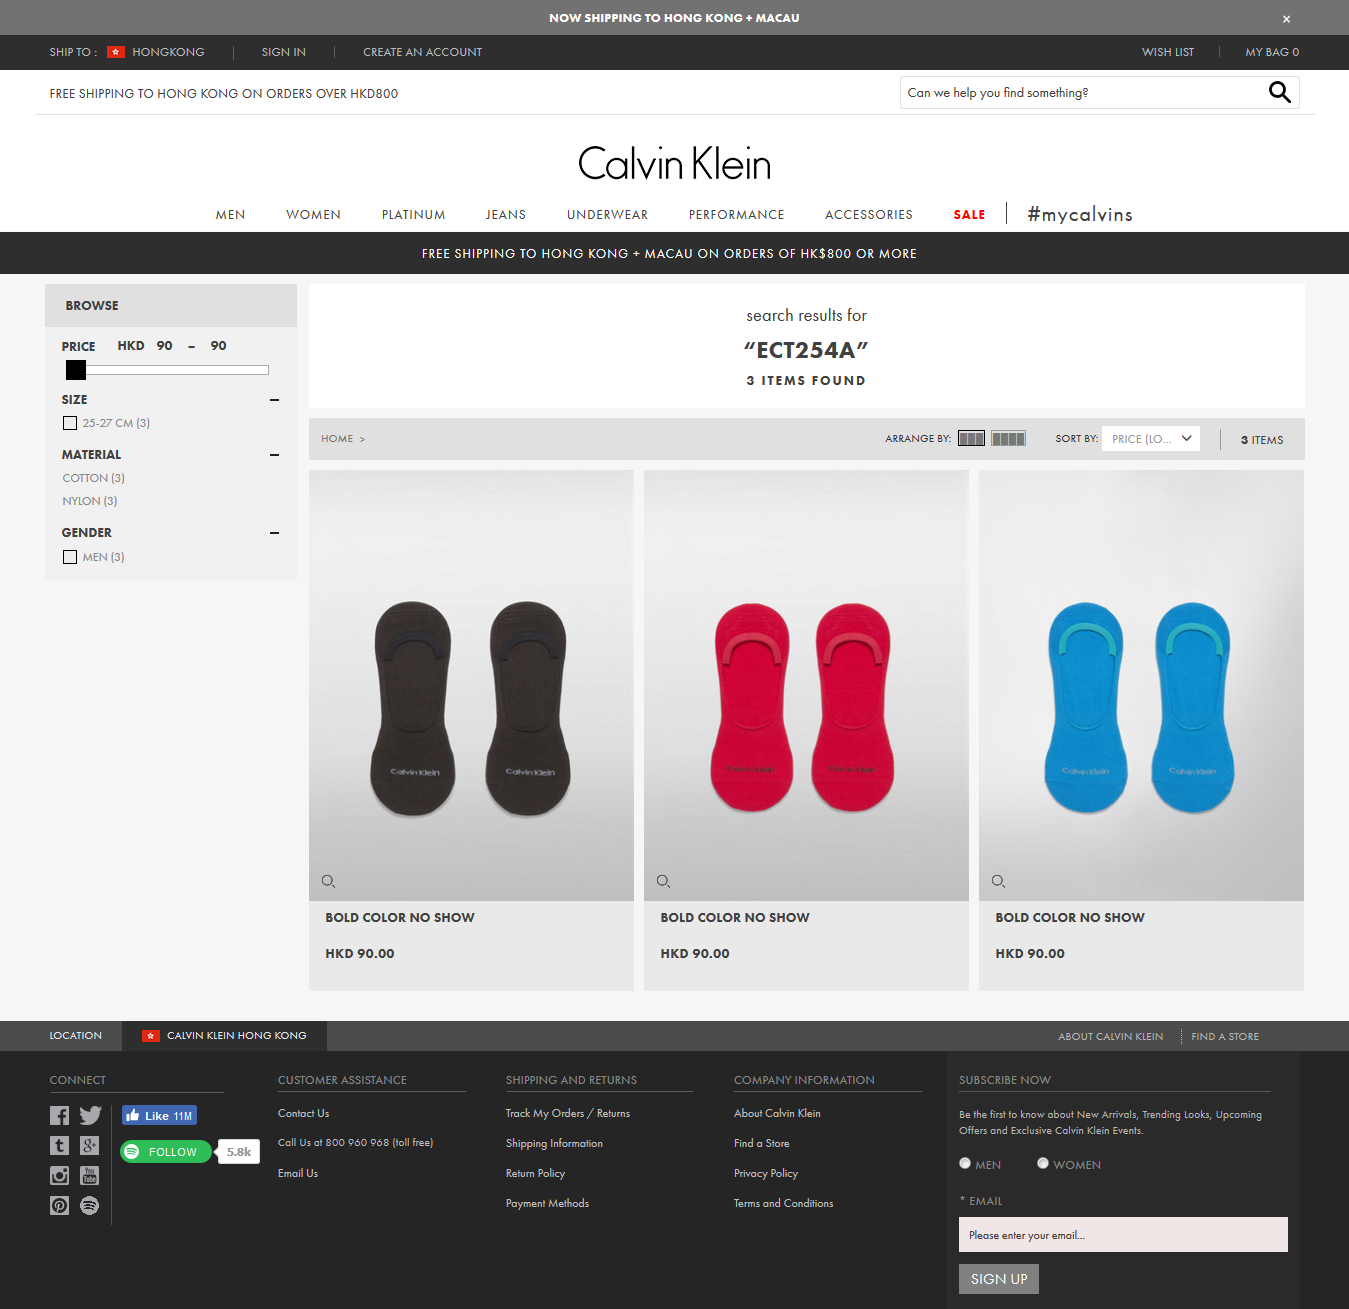 NOW SHIPPING TO HONG KONG + MACAU ×
SHIP TO : HONGKONG SIGN IN CREATE AN ACCOUNT WISH LIST MY BAG 0
FREE SHIPPING TO HONG KONG ON ORDERS OVER HKD800 Can we help you find something?
Calvin Klein
MEN WOMEN PLATINUM JEANS UNDERWEAR PERFORMANCE ACCESSORIES SALE #mycalvins
FREE SHIPPING TO HONG KONG + MACAU ON ORDERS OF HK$800 OR MORE
BROWSE
PRICE HKD 90 – 90
SIZE
25-27 CM (3)
MATERIAL
COTTON (3)
NYLON (3)
GENDER
MEN (3)
search results for
“ECT254A”
3 ITEMS FOUND
HOME > ARRANGE BY: SORT BY: PRICE (LO... 3 ITEMS
Calvin Klein Calvin Klein Calvin Klein Calvin Klein Calvin Klein Calvin Klein
BOLD COLOR NO SHOW BOLD COLOR NO SHOW BOLD COLOR NO SHOW
HKD 90.00 HKD 90.00 HKD 90.00
LOCATION CALVIN KLEIN HONG KONG ABOUT CALVIN KLEIN FIND A STORE
CONNECT
Like 11M
FOLLOW 5.8k
You Tube
CUSTOMER ASSISTANCE
Contact Us
Call Us at 800 960 968 (toll free)
Email Us
SHIPPING AND RETURNS
Track My Orders / Returns
Shipping Information
Return Policy
Payment Methods
COMPANY INFORMATION
About Calvin Klein
Find a Store
Privacy Policy
Terms and Conditions
SUBSCRIBE NOW
Be the first to know about New Arrivals, Trending Looks, Upcoming
Offers and Exclusive Calvin Klein Events.
MEN WOMEN
* EMAIL
Please enter your email...
SIGN UP